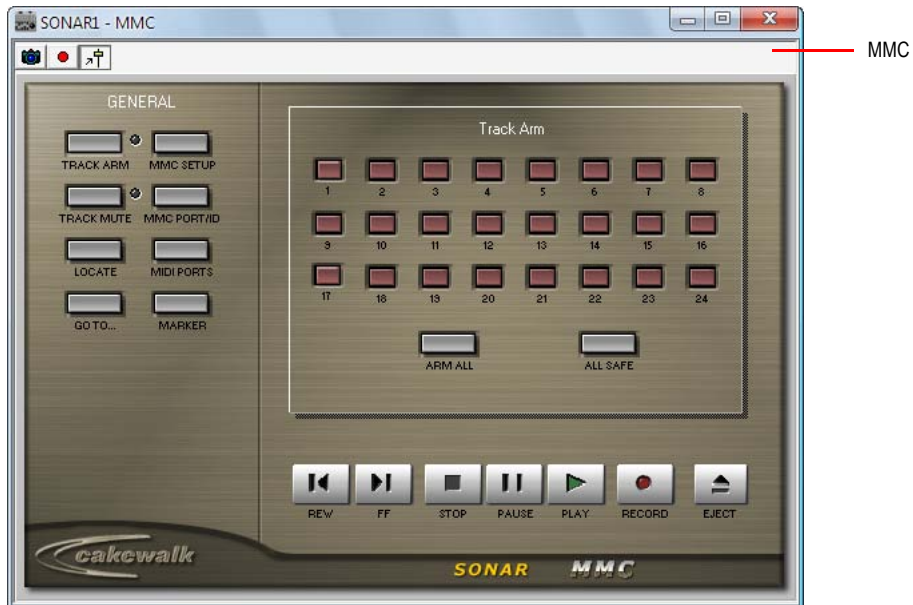 SONAR1 - MMC
MMC
GENERAL
TRACK ARM MMC SETUP
TRACK MUTE MMC PORT/ID
LOCATE MIDI PORTS
GO TO... MARKER
Track Arm
1 2 3 4 5 6 7 8
9 10 11 12 13 14 15 16
17 18 19 20 21 22 23 24
ARM ALL ALL SAFE
REW FF STOP PAUSE PLAY RECORD EJECT
cakewalk
SONAR MMC